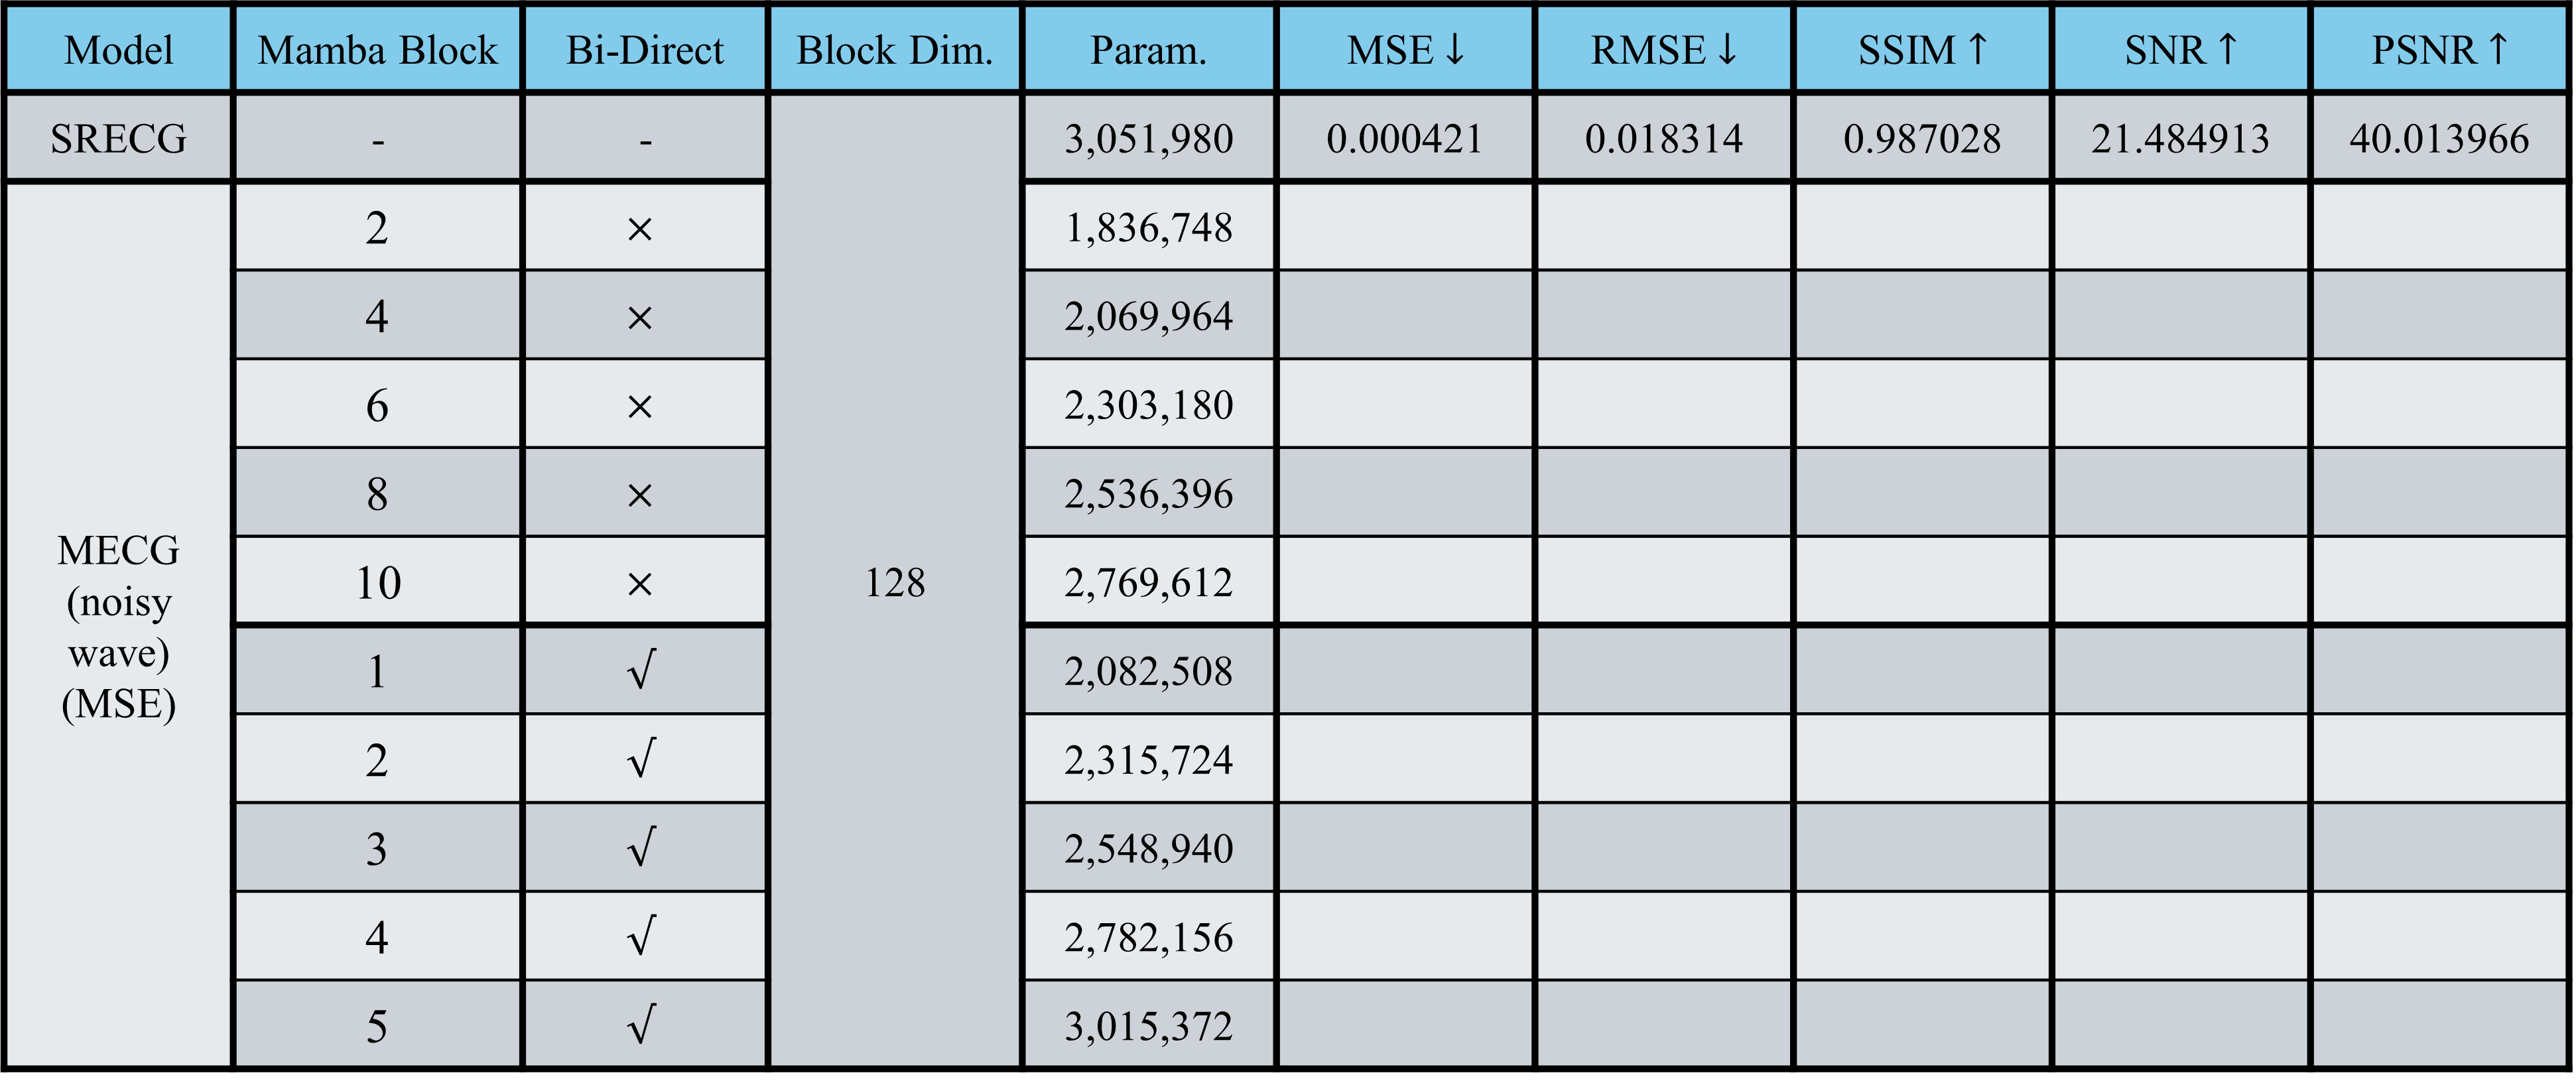 Model Mamba Block Bi-Direct Block Dim. Param. MSE↓ RMSE↓ SSIM↑ SNR↑ PSNR↑
SRECG - - 3,051,980 0.000421 0.018314 0.987028 21.484913 40.013966
2 × 1,836,748
4 × 2,069,964
6 × 2,303,180
8 × 2,536,396
MECG
(noisy
wave)
(MSE)
10 × 128 2,769,612
1 √ 2,082,508
2 √ 2,315,724
3 √ 2,548,940
4 √ 2,782,156
5 √ 3,015,372